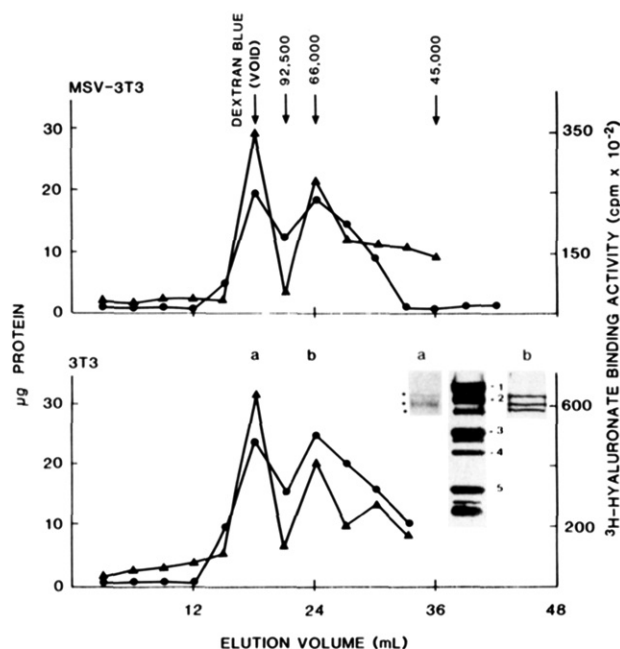 DEXTRAN BLUE
(VOID)
92,500
66,000
45,000
MSV-3T3
30
20
10
0
350
150
3T3
a
b
a
b
30
20
10
0
1
2
3
4
5
600
200
12
24
36
48
µg PROTEIN
³H-HYALURONATE BINDING ACTIVITY (cpm x 10⁻²)
ELUTION VOLUME (mL)